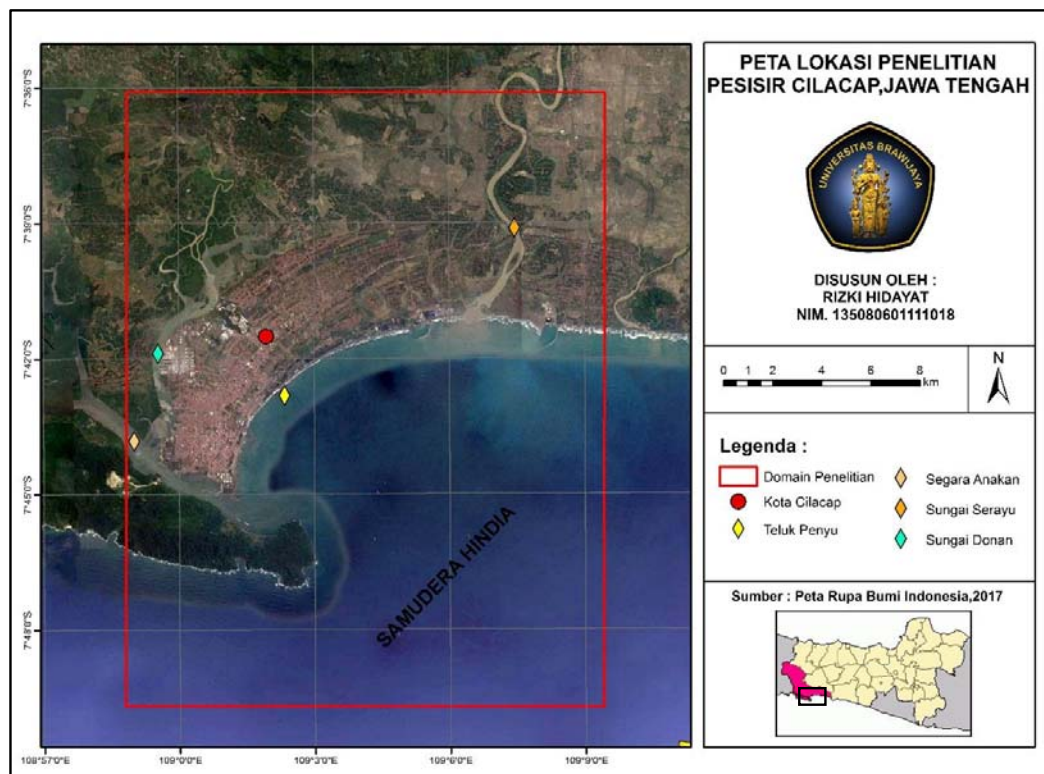 PETA LOKASI PENELITIAN
PESISIR CILACAP,JAWA TENGAH
UNIVERSITAS BRAWIJAYA
DISUSUN OLEH :
RIZKI HIDAYAT
NIM. 135080601111018
0 1 2 4 6 8
km
N
Legenda :
Domain Penelitian
Kota Cilacap
Teluk Penyu
Segara Anakan
Sungai Serayu
Sungai Donan
Sumber : Peta Rupa Bumi Indonesia,2017
SAMUDERA HINDIA
7°36'0"S
7°39'0"S
7°42'0"S
7°45'0"S
7°48'0"S
108°57'0"E
109°0'0"E
109°3'0"E
109°6'0"E
109°9'0"E